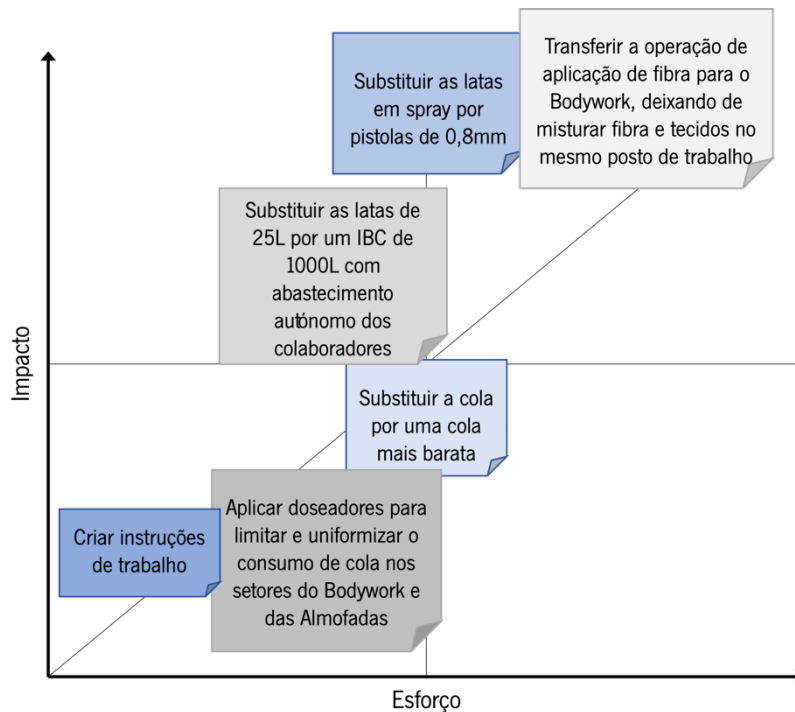 Substituir as latas
em spray por
pistolas de 0,8mm
Transferir a operação de
aplicação de fibra para o
Bodywork, deixando de
misturar fibra e tecidos no
mesmo posto de trabalho
Substituir as latas de
25L por um IBC de
1000L com
abastecimento
autónomo dos
colaboradores
Impacto
Substituir a cola
por uma cola
mais barata
Aplicar doseadores para
limitar e uniformizar o
consumo de cola nos
setores do Bodywork e
das Almofadas
Criar instruções
de trabalho
Esforço